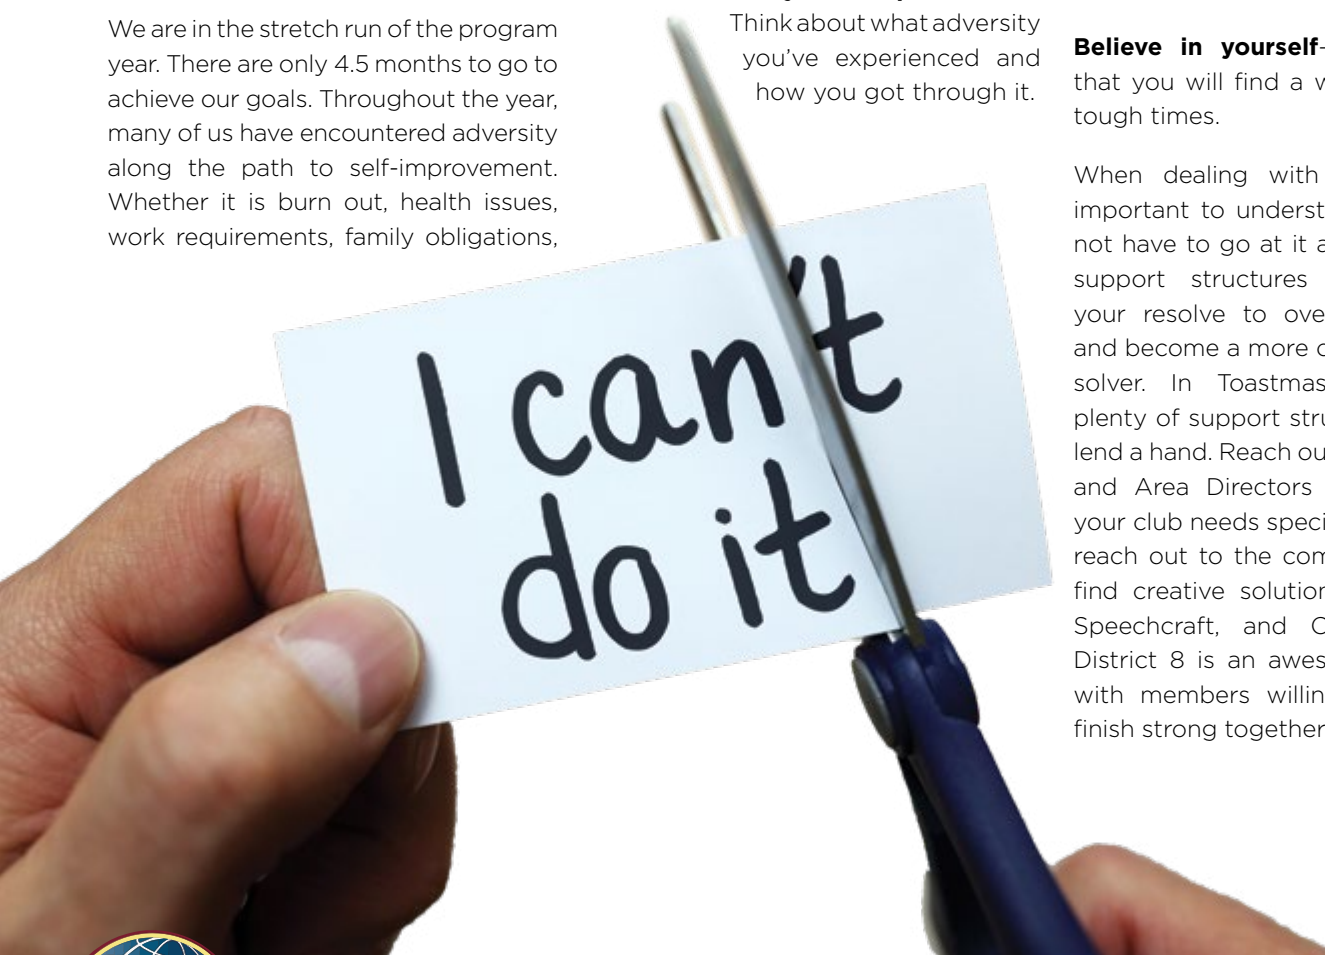 We are in the stretch run of the program
year. There are only 4.5 months to go to
achieve our goals. Throughout the year,
many of us have encountered adversity
along the path to self-improvement.
Whether it is burn out, health issues,
work requirements, family obligations,
Think about what adversity
you've experienced and
how you got through it.
I can't
do it
Believe in yourself-
that you will find a w
tough times.
When dealing with
important to underst
not have to go at it a
support structures
your resolve to ove
and become a more c
solver. In Toastmas
plenty of support stru
lend a hand. Reach ou
and Area Directors
your club needs speci
reach out to the com
find creative solution
Speechcraft, and C
District 8 is an awes
with members willin
finish strong together